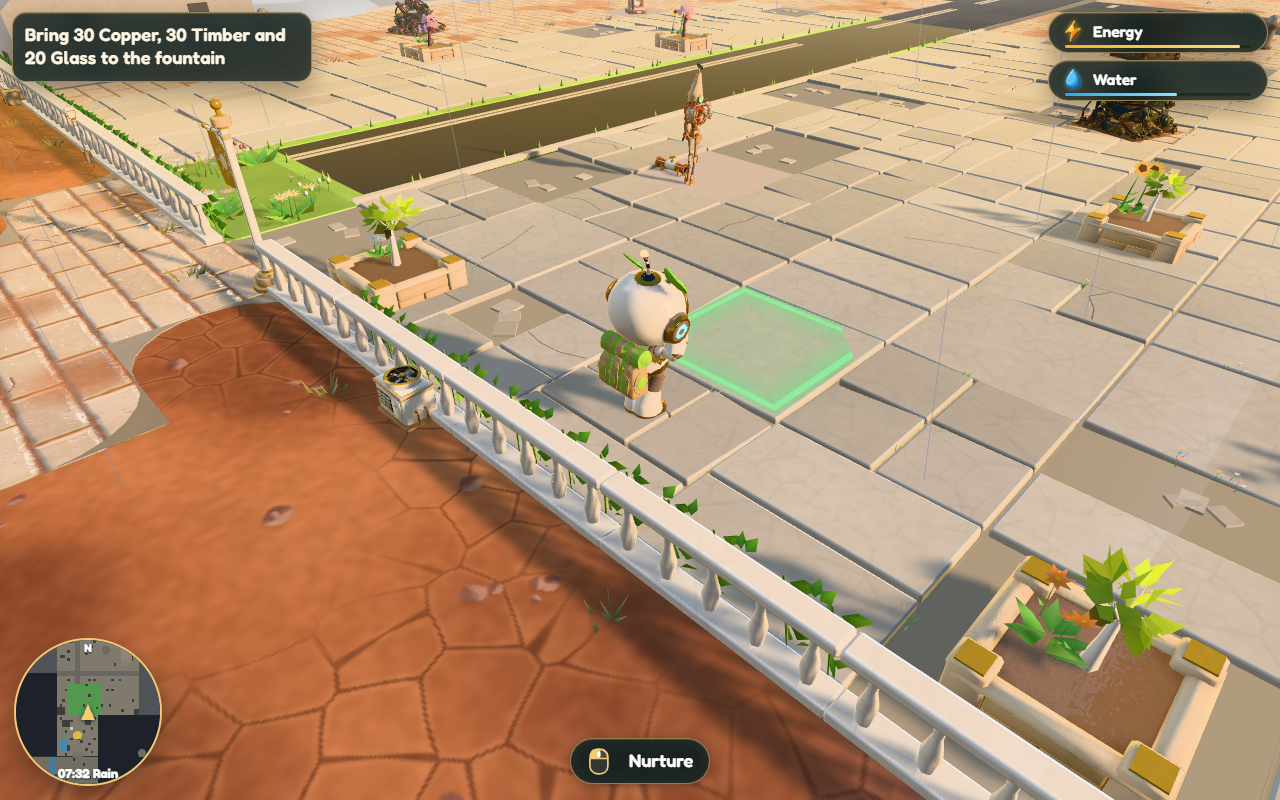 Bring 30 Copper, 30 Timber and
20 Glass to the fountain
Energy
Water
N
07:32 Rain
Nurture